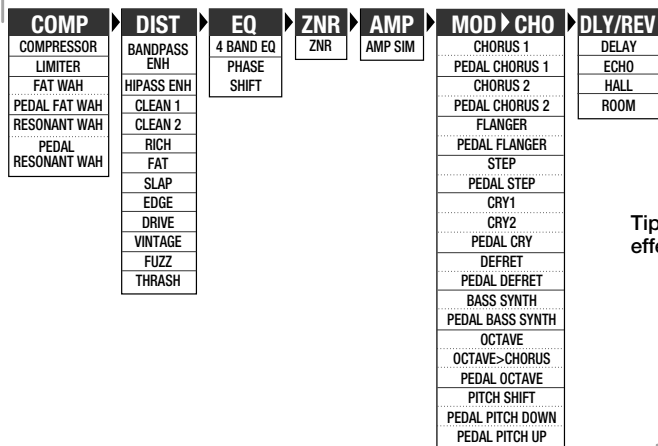 COMP
COMPRESSOR
LIMITER
FAT WAH
PEDAL FAT WAH
RESONANT WAH
PEDAL
RESONANT WAH
DIST
BANDPASS
ENH
HIPASS ENH
CLEAN 1
CLEAN 2
RICH
FAT
SLAP
EDGE
DRIVE
VINTAGE
FUZZ
THRASH
EQ
4 BAND EQ
PHASE
SHIFT
ZNR
ZNR
AMP
AMP SIM
MOD CHO
CHORUS 1
PEDAL CHORUS 1
CHORUS 2
PEDAL CHORUS 2
FLANGER
PEDAL FLANGER
STEP
PEDAL STEP
CRY1
CRY2
PEDAL CRY
DEFRET
PEDAL DEFRET
BASS SYNTH
PEDAL BASS SYNTH
OCTAVE
OCTAVE>CHORUS
PEDAL OCTAVE
PITCH SHIFT
PEDAL PITCH DOWN
PEDAL PITCH UP
DLY/REV
DELAY
ECHO
HALL
ROOM
Tip
effe